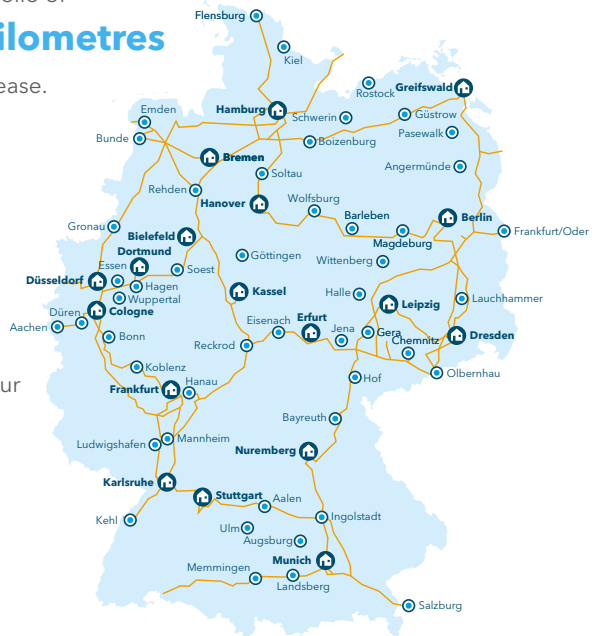 ilometres
ease.
ur
Flensburg
Kiel
Rostock
Greifswald
Emden
Hamburg
Schwerin
Güstrow
Bunde
Boizenburg
Pasewalk
Bremen
Soltau
Angermünde
Rehden
Hanover
Wolfsburg
Barleben
Berlin
Gronau
Bielefeld
Magdeburg
Frankfurt/Oder
Dortmund
Göttingen
Wittenberg
Essen
Soest
Düsseldorf
Hagen
Kassel
Halle
Leipzig
Lauchhammer
Wuppertal
Düren
Cologne
Aachen
Eisenach
Erfurt
Jena
Gera
Chemnitz
Dresden
Bonn
Reckrod
Koblenz
Olbernhau
Frankfurt
Hanau
Hof
Bayreuth
Ludwigshafen
Mannheim
Nuremberg
Karlsruhe
Stuttgart
Aalen
Kehl
Ulm
Ingolstadt
Augsburg
Munich
Memmingen
Landsberg
Salzburg